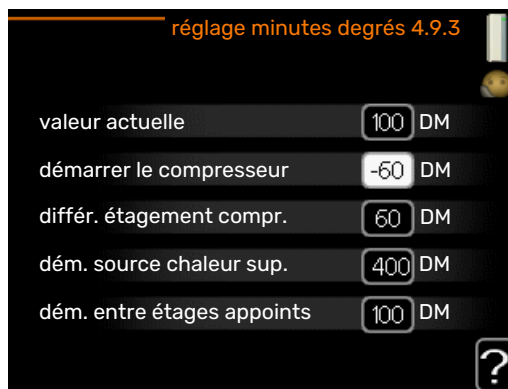 réglage minutes degrés 4.9.3
valeur actuelle 100 DM
démarrer le compresseur -60 DM
différ. étagement compr. 60 DM
dém. source chaleur sup. 400 DM
dém. entre étages appoints 100 DM
?